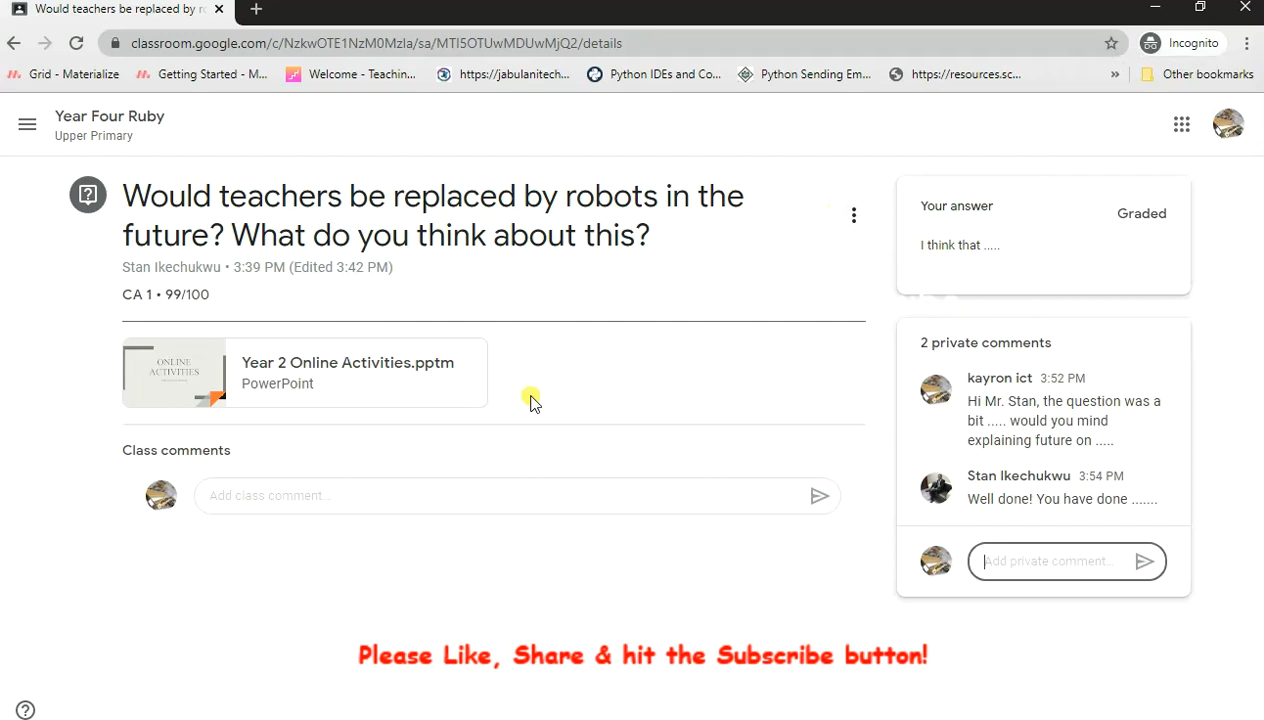 Would teachers be replaced by ro
classroom.google.com/c/NzkwOTE1NzM0Mzla/sa/MTI5OTUwMDUwMjQ2/details
Incognito
Grid - Materialize
Getting Started - M...
Welcome - Teachin...
https://jabulanitech...
Python IDEs and Co...
Python Sending Em...
https://resources.sc...
»
Other bookmarks
Year Four Ruby
Upper Primary
Would teachers be replaced by robots in the
future? What do you think about this?
Stan Ikechukwu • 3:39 PM (Edited 3:42 PM)
CA 1 • 99/100
ONLINE
ACTIVITIES
Year 2 Online Activities.pptm
PowerPoint
Class comments
Add class comment...
Your answer
Graded
I think that .....
2 private comments
kayron ict 3:52 PM
Hi Mr. Stan, the question was a
bit ..... would you mind
explaining future on .....
Stan Ikechukwu 3:54 PM
Well done! You have done .......
Add private comment...
Please Like, Share & hit the Subscribe button!